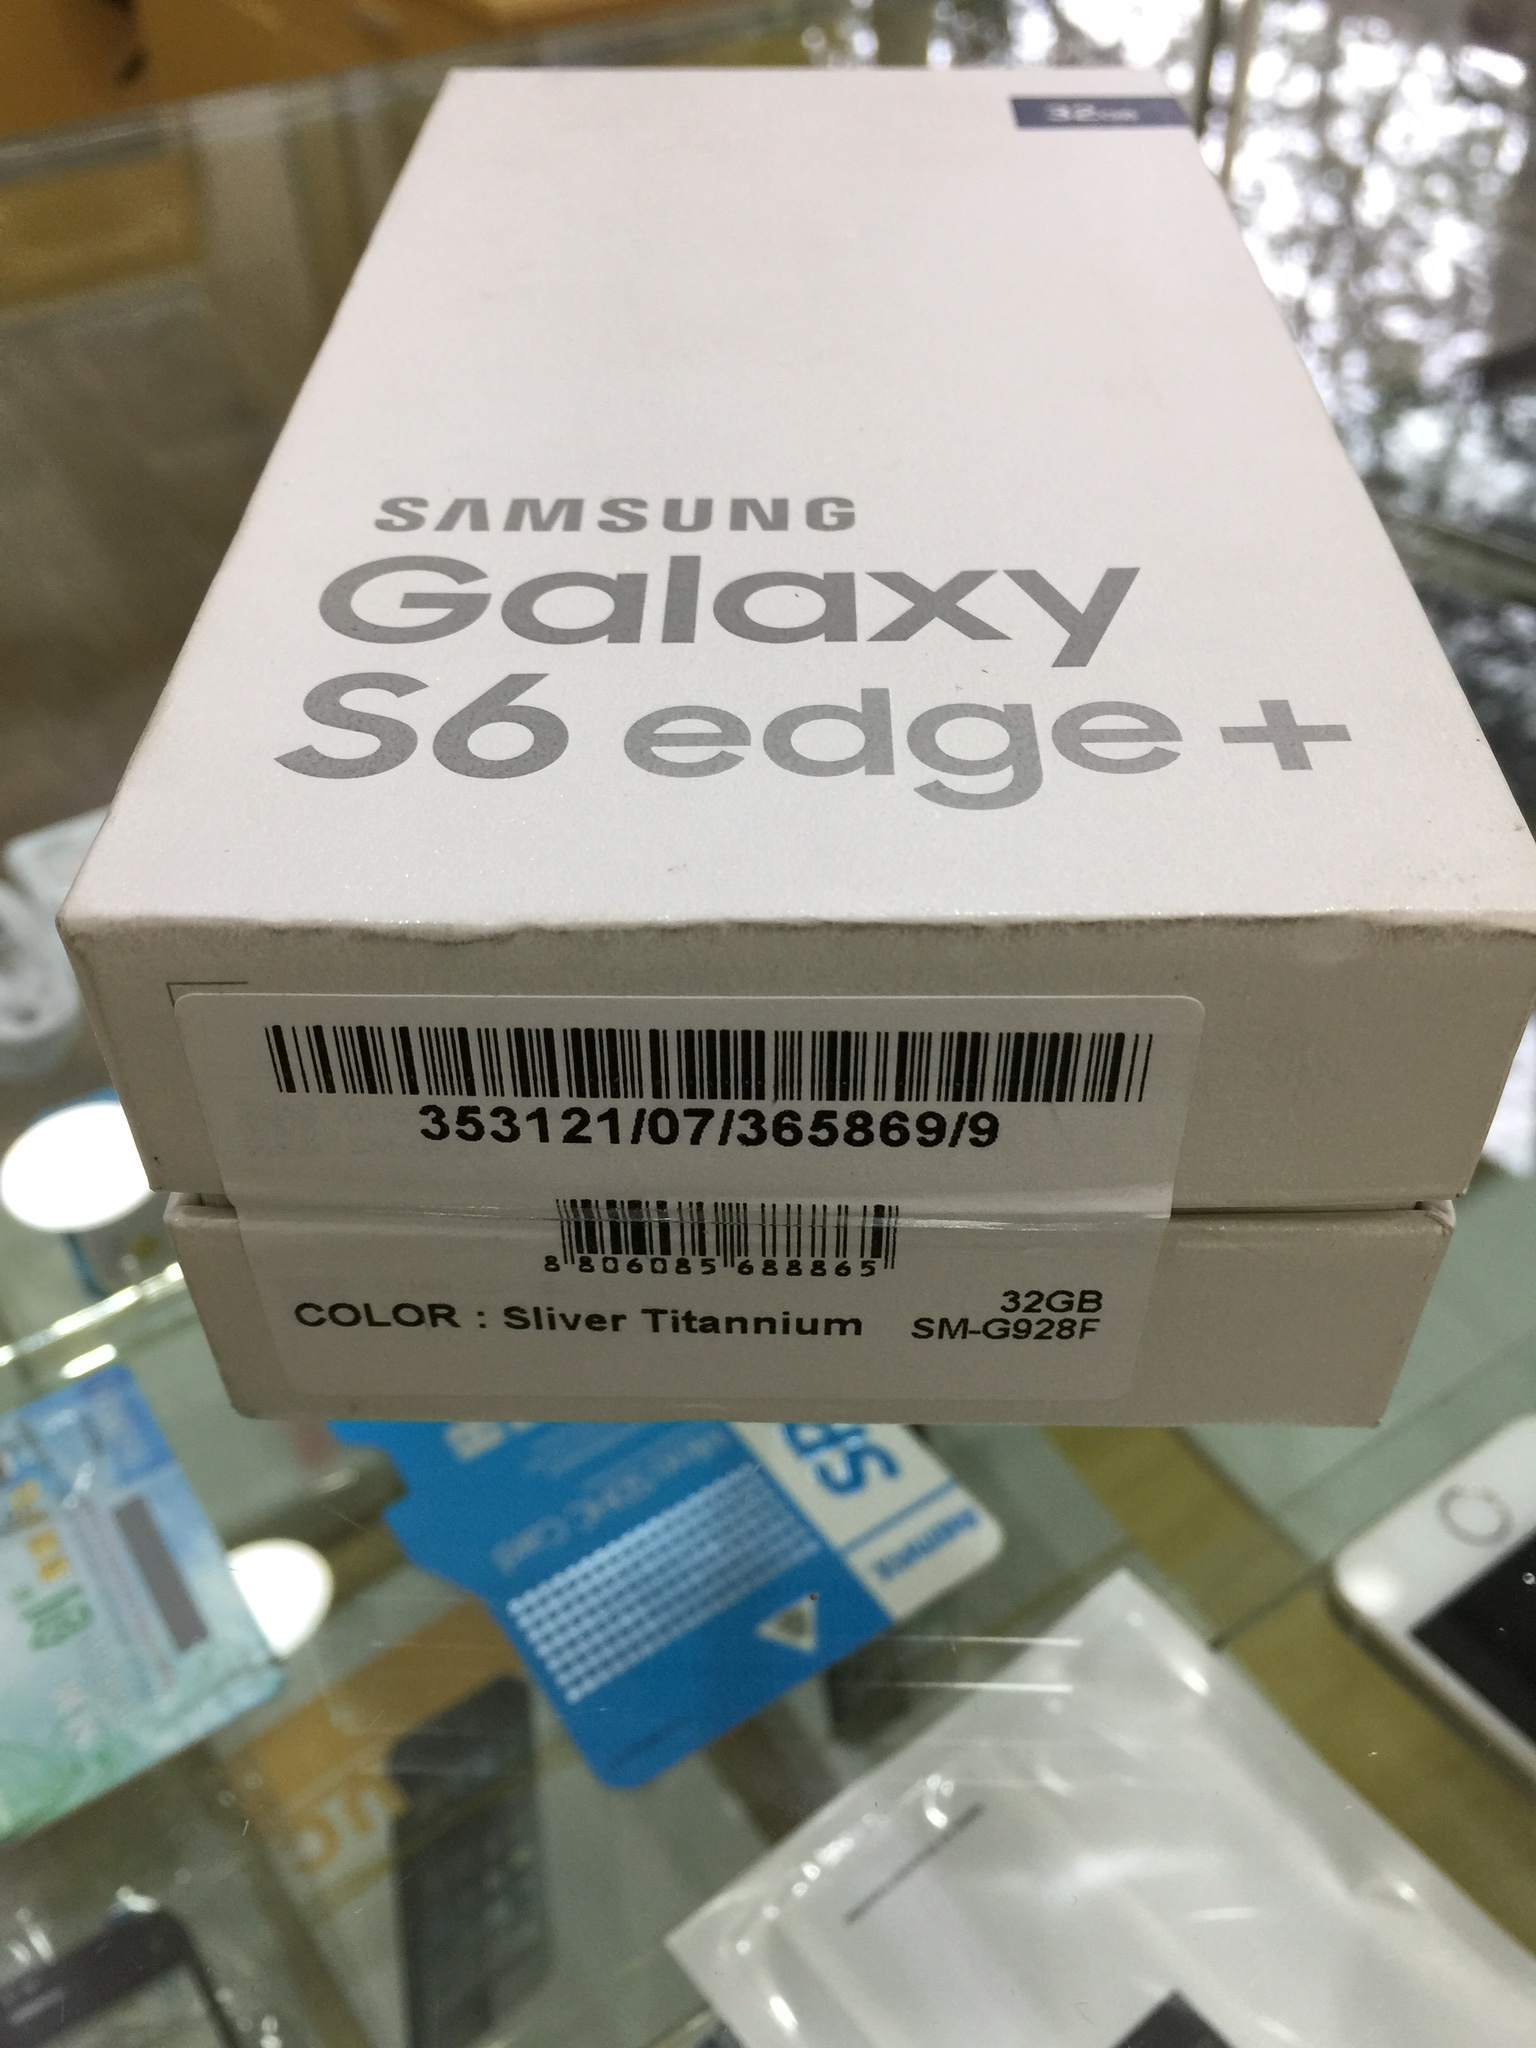 32GB
SAMSUNG
Galaxy
S6 edge+
353121/07/365869/9
8 806085 688865
COLOR : Sliver Titannium
32GB
SM-G928F